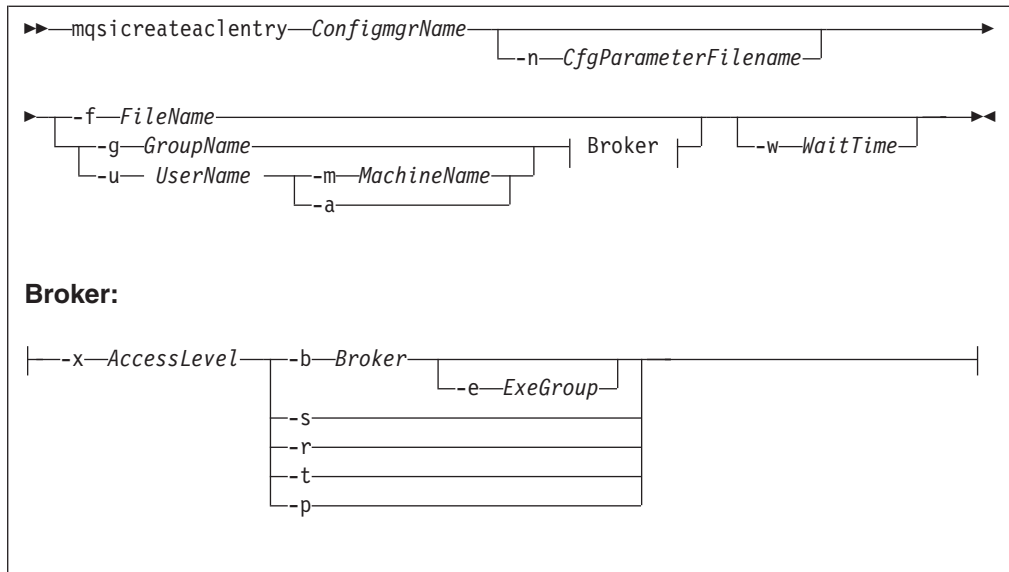 mqsicreateaclentry ConfigmgrName
-n CfgParameterFilename
-f FileName
-g GroupName Broker -w WaitTime
-u UserName -m MachineName
-a
Broker:
-x AccessLevel -b Broker
-e ExeGroup
-s
-r
-t
-p